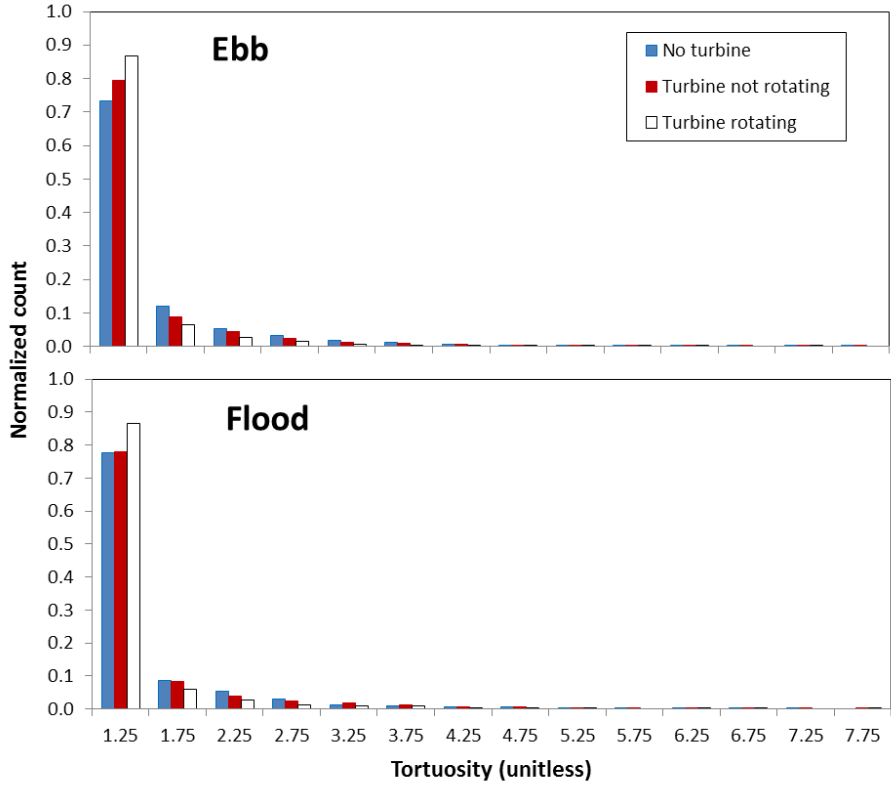 Ebb
No turbine
Turbine not rotating
Turbine rotating
1.0
0.9
0.8
0.7
0.6
0.5
0.4
0.3
0.2
0.1
0.0
Normalized count
Flood
1.0
0.9
0.8
0.7
0.6
0.5
0.4
0.3
0.2
0.1
0.0
1.25 1.75 2.25 2.75 3.25 3.75 4.25 4.75 5.25 5.75 6.25 6.75 7.25 7.75
Tortuosity (unitless)